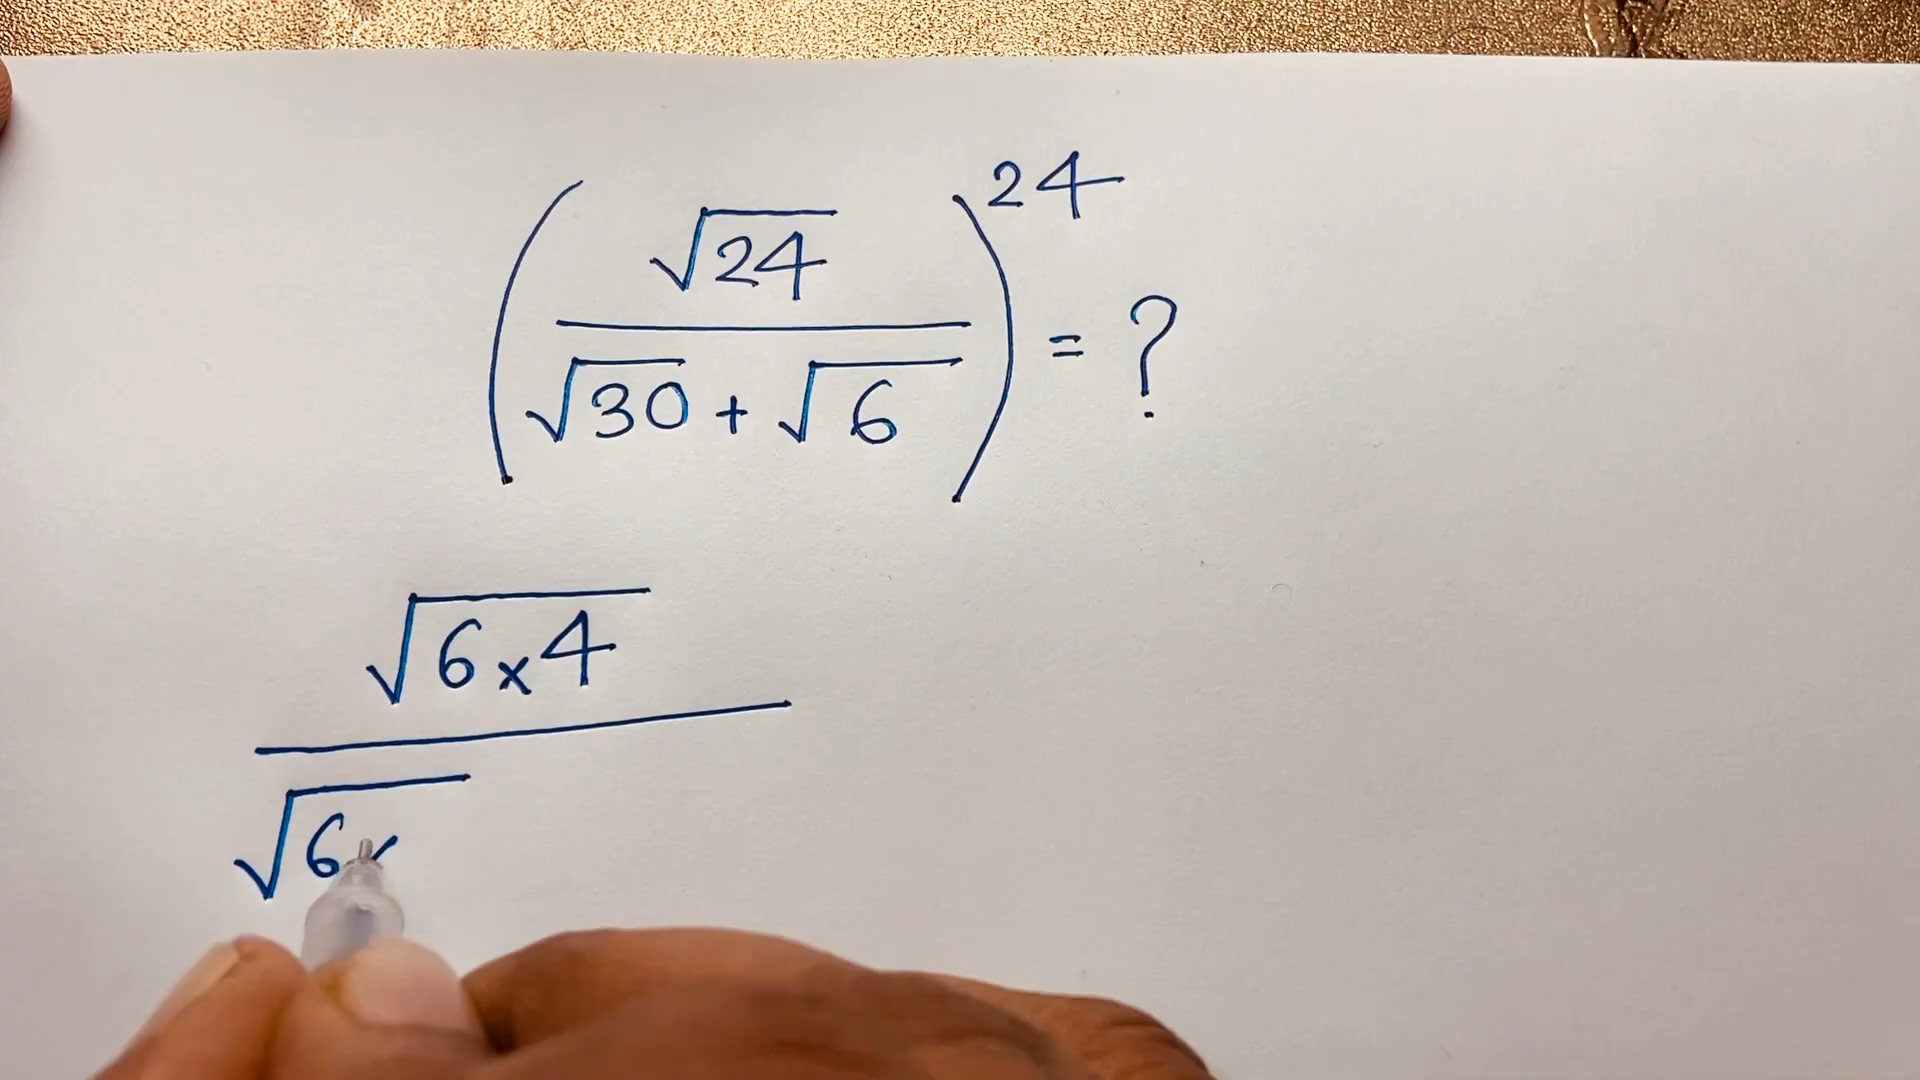 (√24 / (√30 + √6))^24 = ?
√6×4
√6×